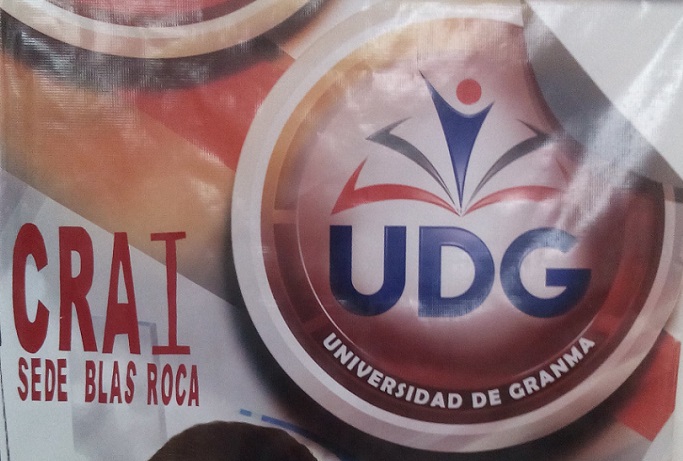 CRAI
SEDE BLAS ROCA
UDG
UNIVERSIDAD DE GRANMA